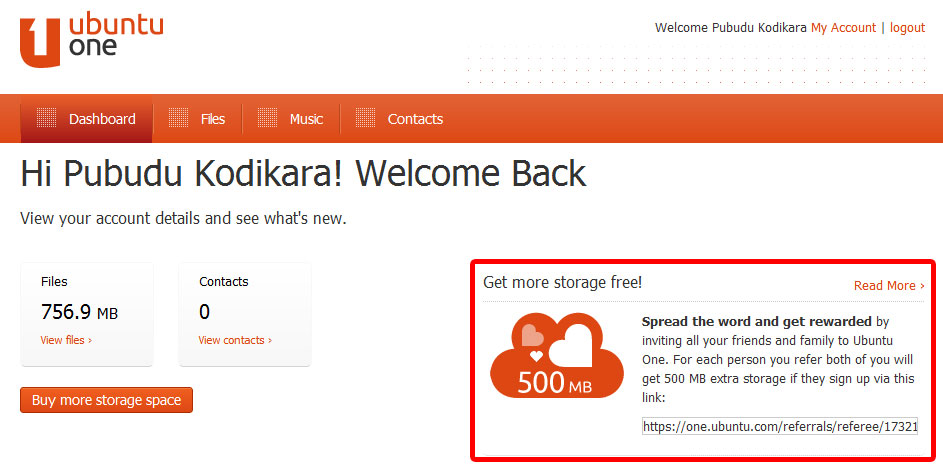 ubuntu
one
Welcome Pubudu Kodikara My Account | logout
Dashboard Files Music Contacts
Hi Pubudu Kodikara! Welcome Back
View your account details and see what's new.
Files
756.9 MB
View files ›
Contacts
0
View contacts ›
Buy more storage space
Get more storage free!
Read More ›
500 MB
Spread the word and get rewarded by
inviting all your friends and family to Ubuntu
One. For each person you refer both of you will
get 500 MB extra storage if they sign up via this
link:
https://one.ubuntu.com/referrals/referee/17321